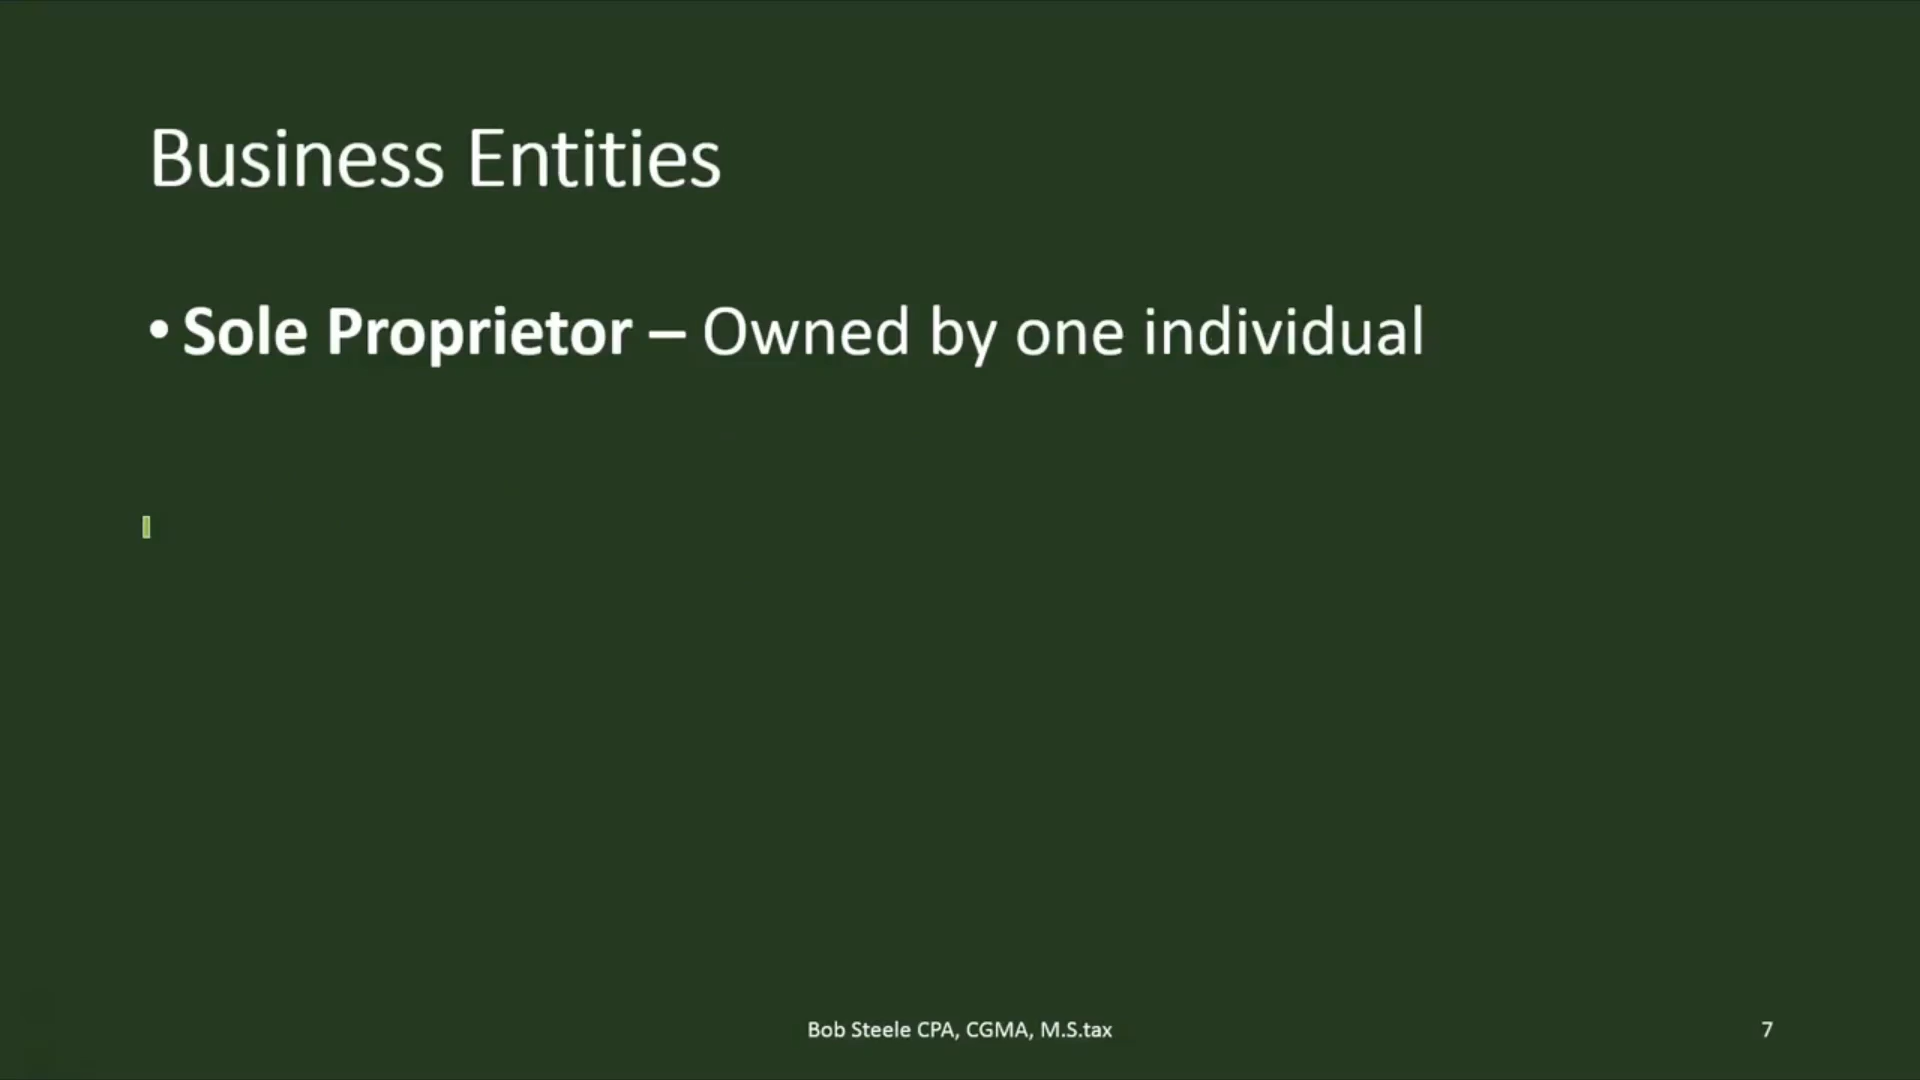 Business Entities
• Sole Proprietor – Owned by one individual
Bob Steele CPA, CGMA, M.S.tax
7